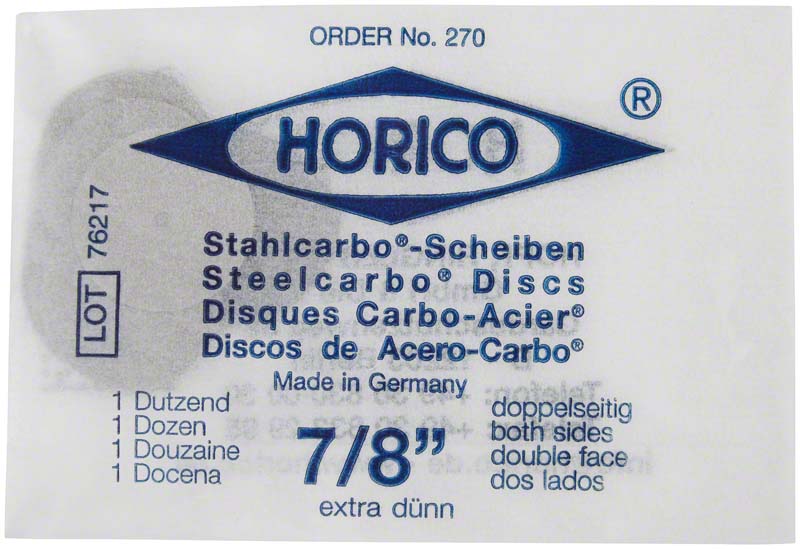 ORDER No. 270
HORICO
®
LOT 76217
Stahlcarbo®-Scheiben
Steelcarbo® Discs
Disques Carbo-Acier®
Discos de Acero-Carbo®
Made in Germany
1 Dutzend
1 Dozen
1 Douzaine
1 Docena
7/8”
extra dünn
doppelseitig
both sides
double face
dos lados